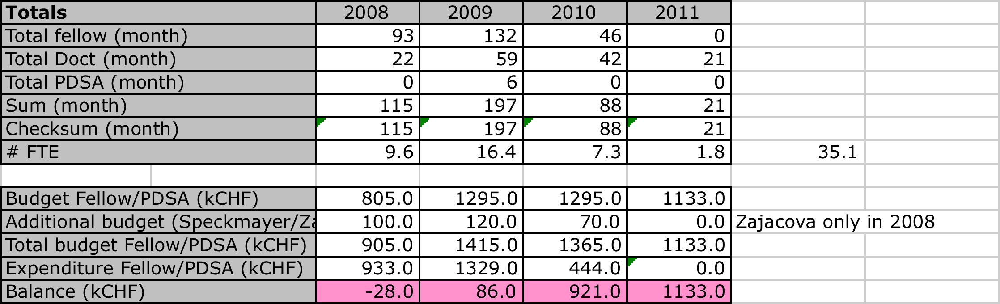 Totals 2008 2009 2010 2011
Total fellow (month) 93 132 46 0
Total Doct (month) 22 59 42 21
Total PDSA (month) 0 6 0 0
Sum (month) 115 197 88 21
Checksum (month) 115 197 88 21
# FTE 9.6 16.4 7.3 1.8 35.1
Budget Fellow/PDSA (kCHF) 805.0 1295.0 1295.0 1133.0
Additional budget (Speckmayer/Za 100.0 120.0 70.0 0.0 Zajacova only in 2008
Total budget Fellow/PDSA (kCHF) 905.0 1415.0 1365.0 1133.0
Expenditure Fellow/PDSA (kCHF) 933.0 1329.0 444.0 0.0
Balance (kCHF) -28.0 86.0 921.0 1133.0